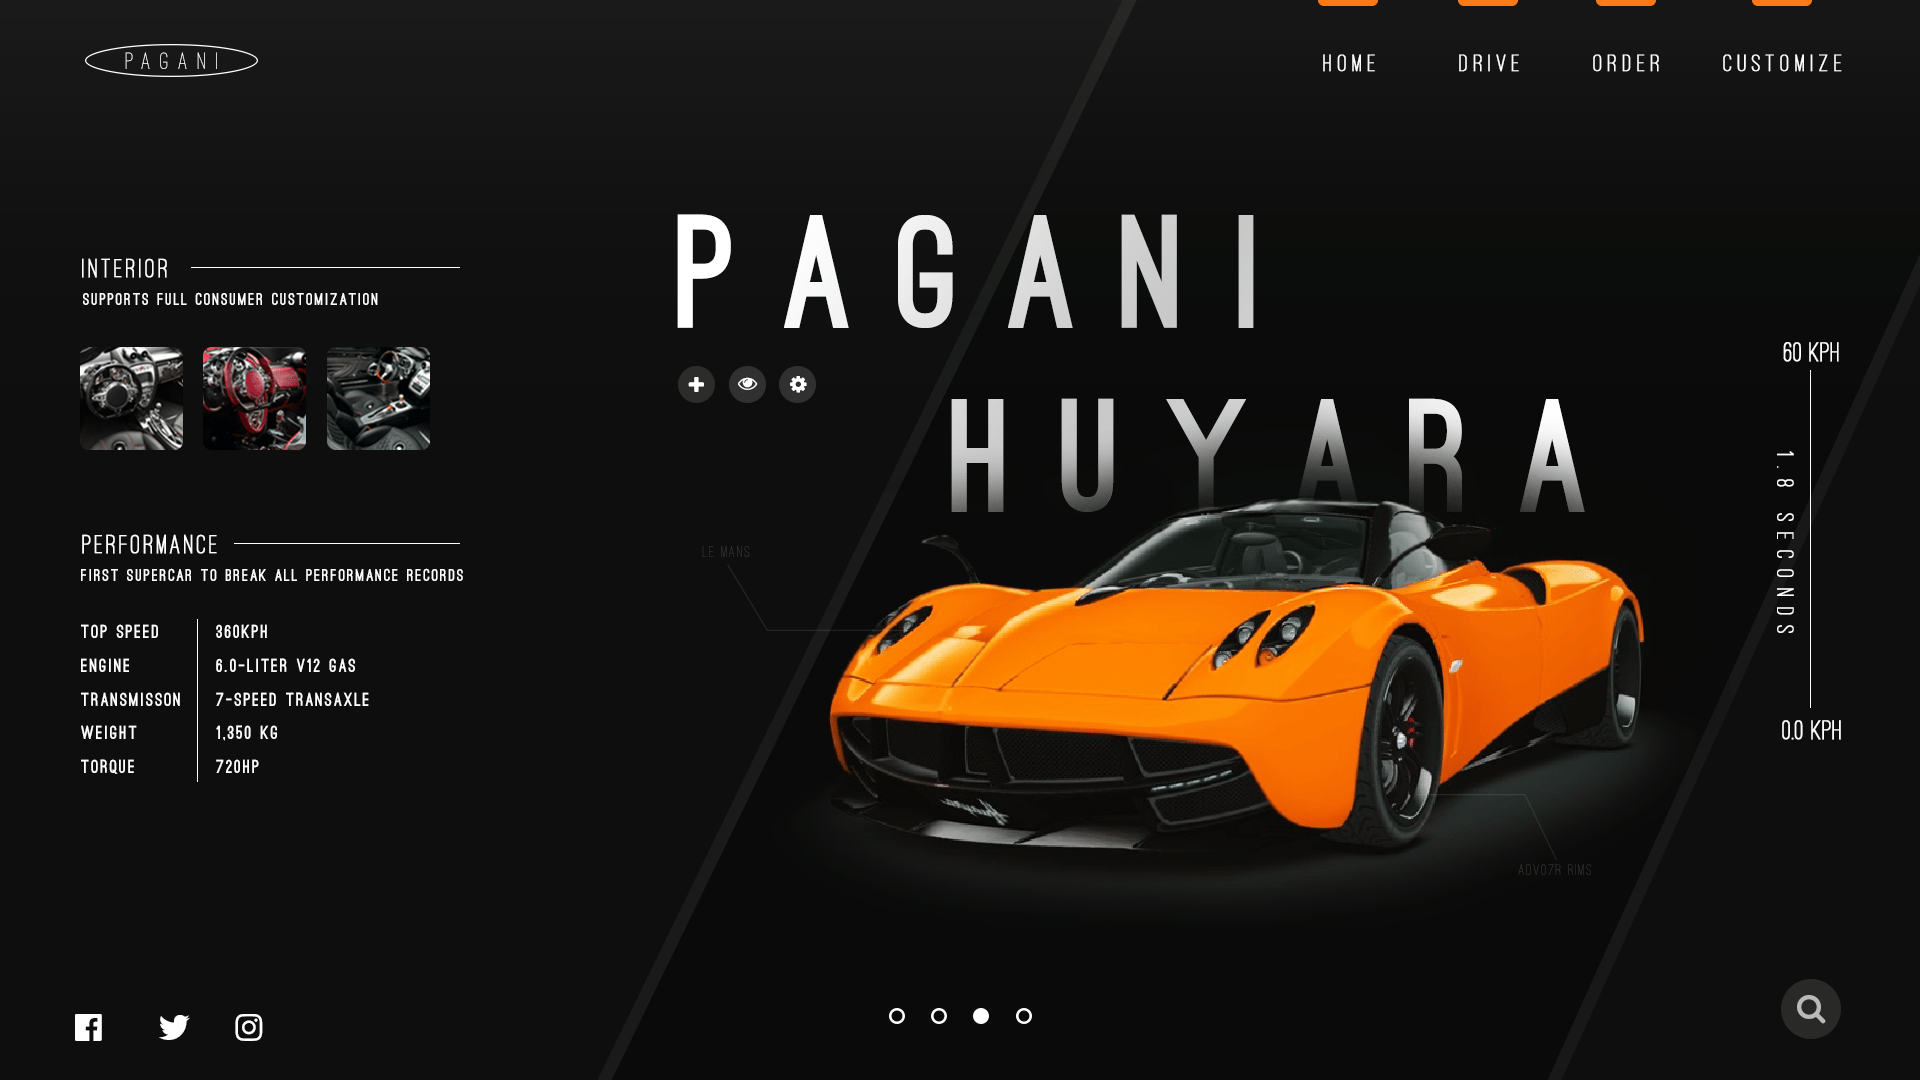 PAGANI
HOME DRIVE ORDER CUSTOMIZE
PAGANI
HUYARA
INTERIOR
SUPPORTS FULL CONSUMER CUSTOMIZATION
PERFORMANCE
FIRST SUPERCAR TO BREAK ALL PERFORMANCE RECORDS
TOP SPEED 360KPH
ENGINE 6.0-LITER V12 GAS
TRANSMISSON 7-SPEED TRANSAXLE
WEIGHT 1,350 KG
TORQUE 720HP
LE MANS
ADV07R RIMS
60 KPH
1.8 SECONDS
0.0 KPH